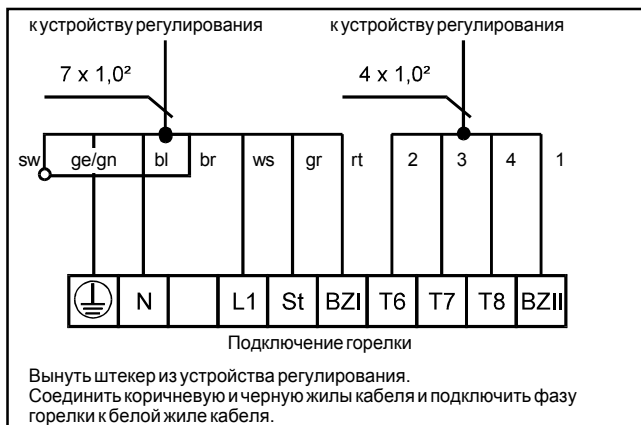 к устройству регулирования к устройству регулирования
7 x 1,0² 4 x 1,0²
sw ge/gn bl br ws gr rt 2 3 4 1
N L1 St BZI T6 T7 T8 BZII
Подключение горелки
Вынуть штекер из устройства регулирования.
Соединить коричневую и черную жилы кабеля и подключить фазу
горелки к белой жиле кабеля.